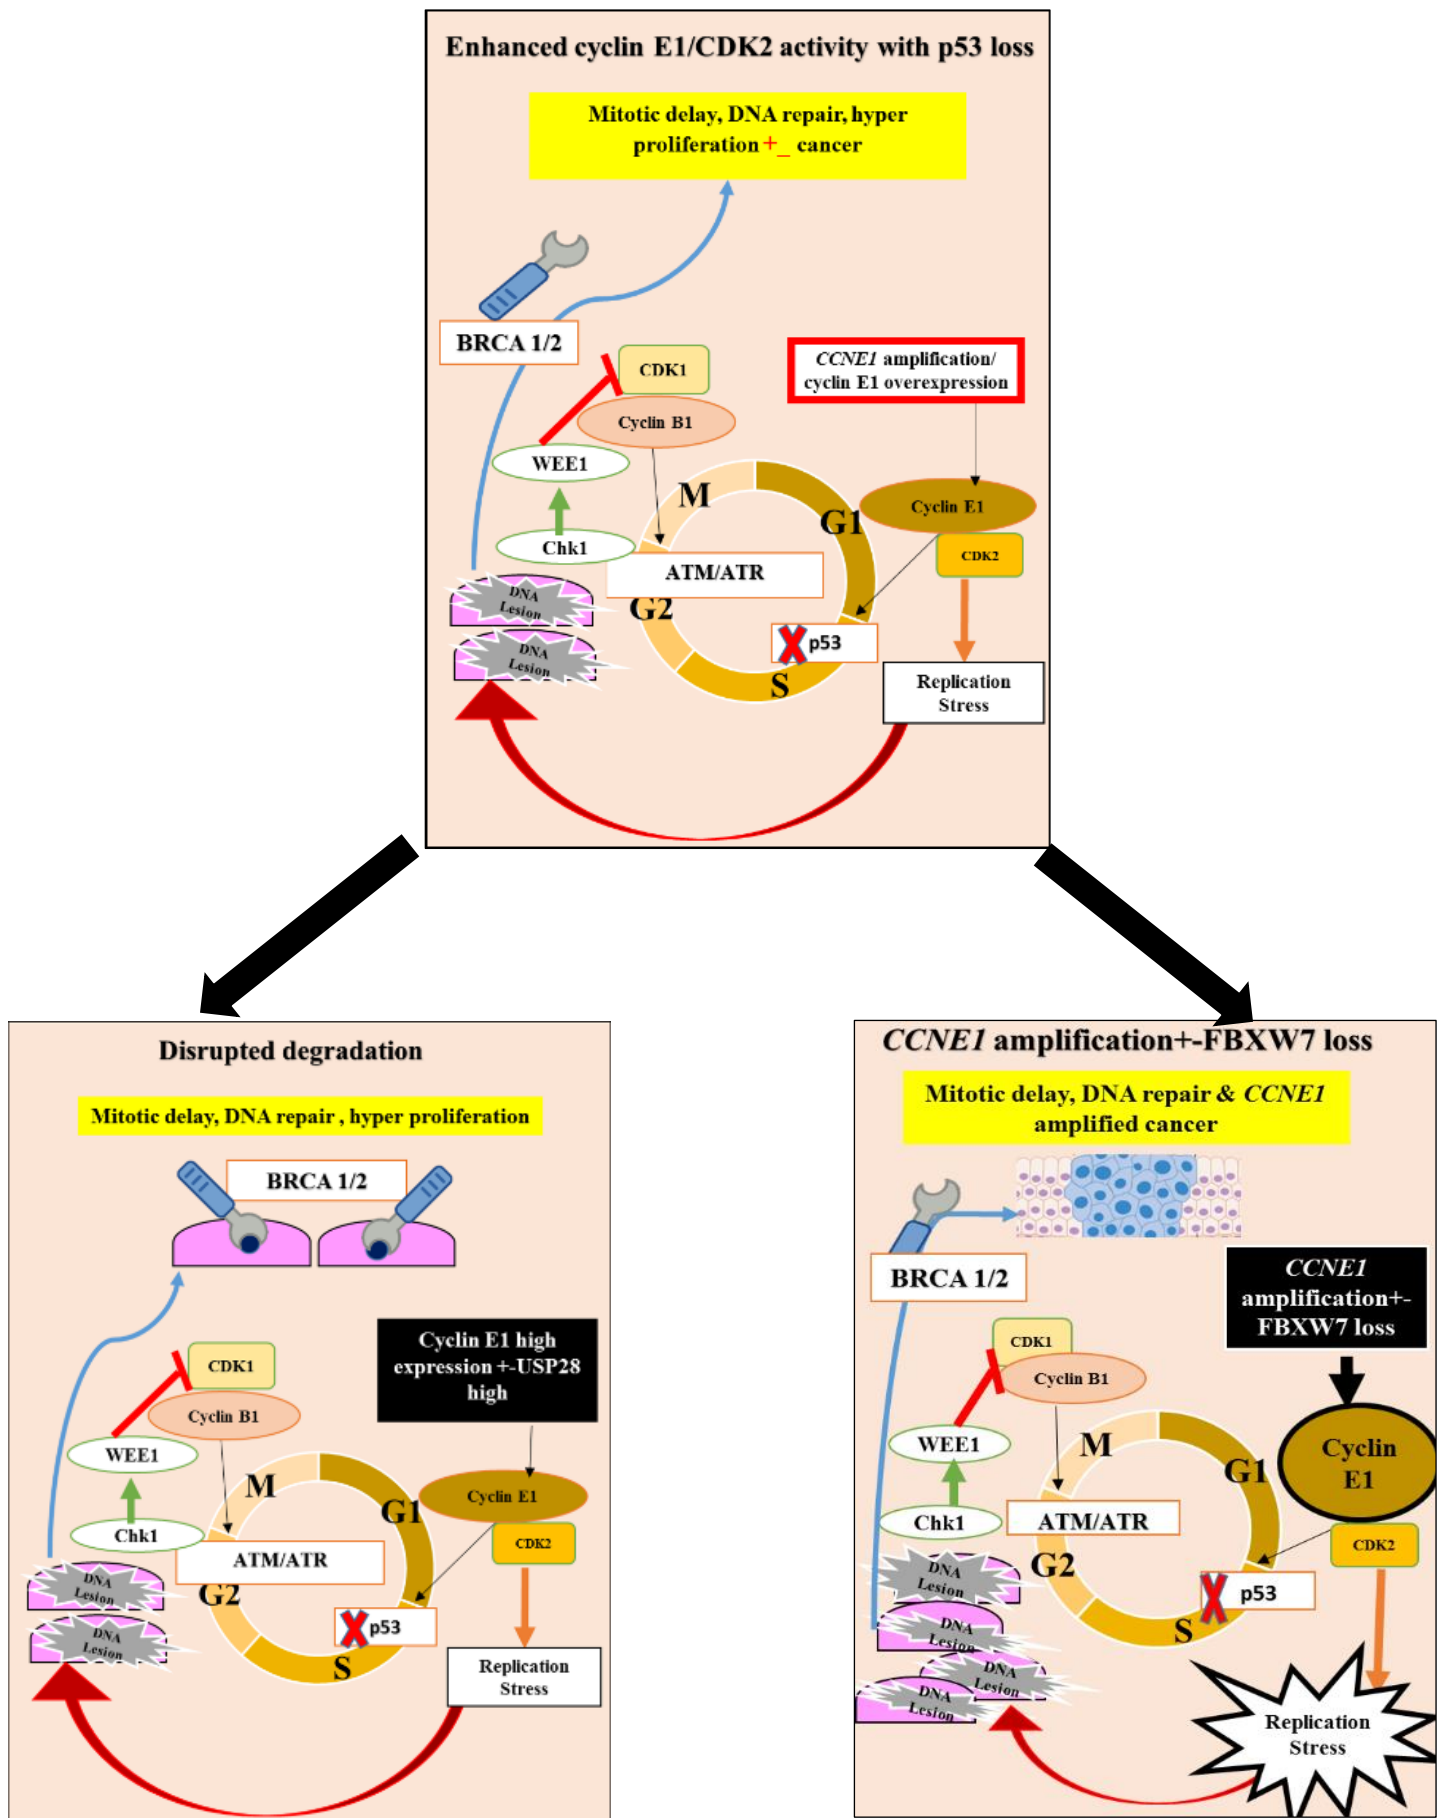 Enhanced cyclin E1/CDK2 activity with p53 loss
Mitotic delay, DNA repair, hyper
proliferation +_ cancer
BRCA 1/2
CDK1
Cyclin B1
WEE1
Chk1
CCNE1 amplification/
cyclin E1 overexpression
M
G1
Cyclin E1
CDK2
ATM/ATR
G2
p53
S
DNA
Lesion
DNA
Lesion
Replication
Stress
Disrupted degradation
Mitotic delay, DNA repair , hyper proliferation
BRCA 1/2
CDK1
Cyclin B1
WEE1
Chk1
Cyclin E1 high
expression +-USP28
high
M
G1
Cyclin E1
CDK2
ATM/ATR
G2
p53
S
DNA
Lesion
DNA
Lesion
Replication
Stress
CCNE1 amplification+-FBXW7 loss
Mitotic delay, DNA repair & CCNE1
amplified cancer
BRCA 1/2
CCNE1
amplification+-
FBXW7 loss
CDK1
Cyclin B1
WEE1
Chk1
M
G1
Cyclin
E1
CDK2
ATM/ATR
G2
p53
S
DNA
Lesion
DNA
Lesion
DNA
Lesion
DNA
Lesion
Replication
Stress